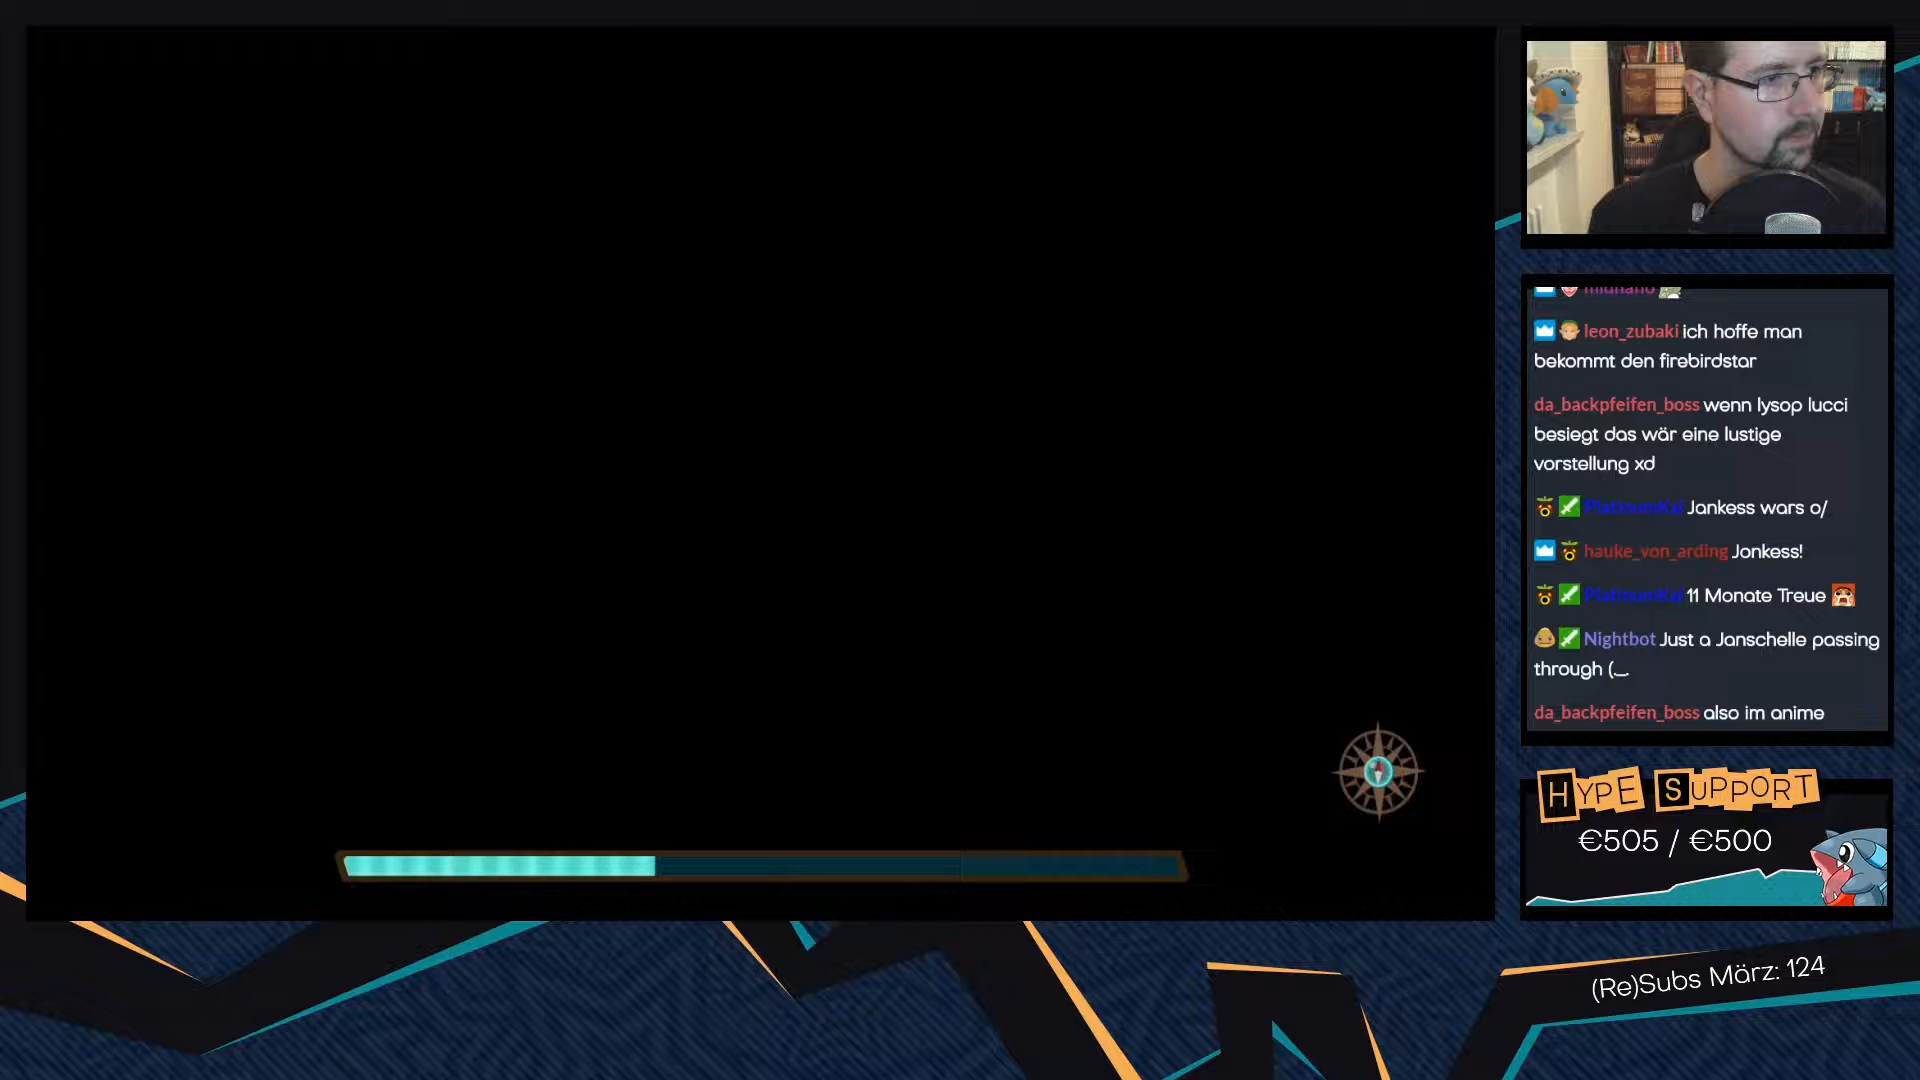 leon_zubaki ich hoffe man
bekommt den firebirdstar
da_backpfeifen_boss wenn lysop lucci
besiegt das wär eine lustige
vorstellung xd
PlatinumKai Jankess wars o/
hauke_von_arding Jonkess!
PlatinumKai 11 Monate Treue
Nightbot Just a Janschelle passing
through (._.
da_backpfeifen_boss also im anime
HYPE SUPPORT
€505 / €500
(Re)Subs März: 124